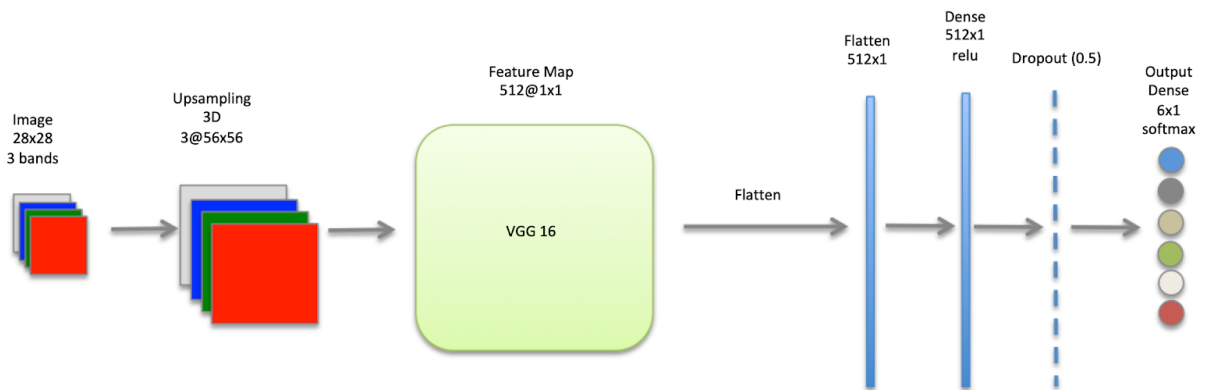 Image
28x28
3 bands
Upsampling
3D
3@56x56
Feature Map
512@1x1
VGG 16
Flatten
Flatten
512x1
Dense
512x1
relu
Dropout (0.5)
Output
Dense
6x1
softmax